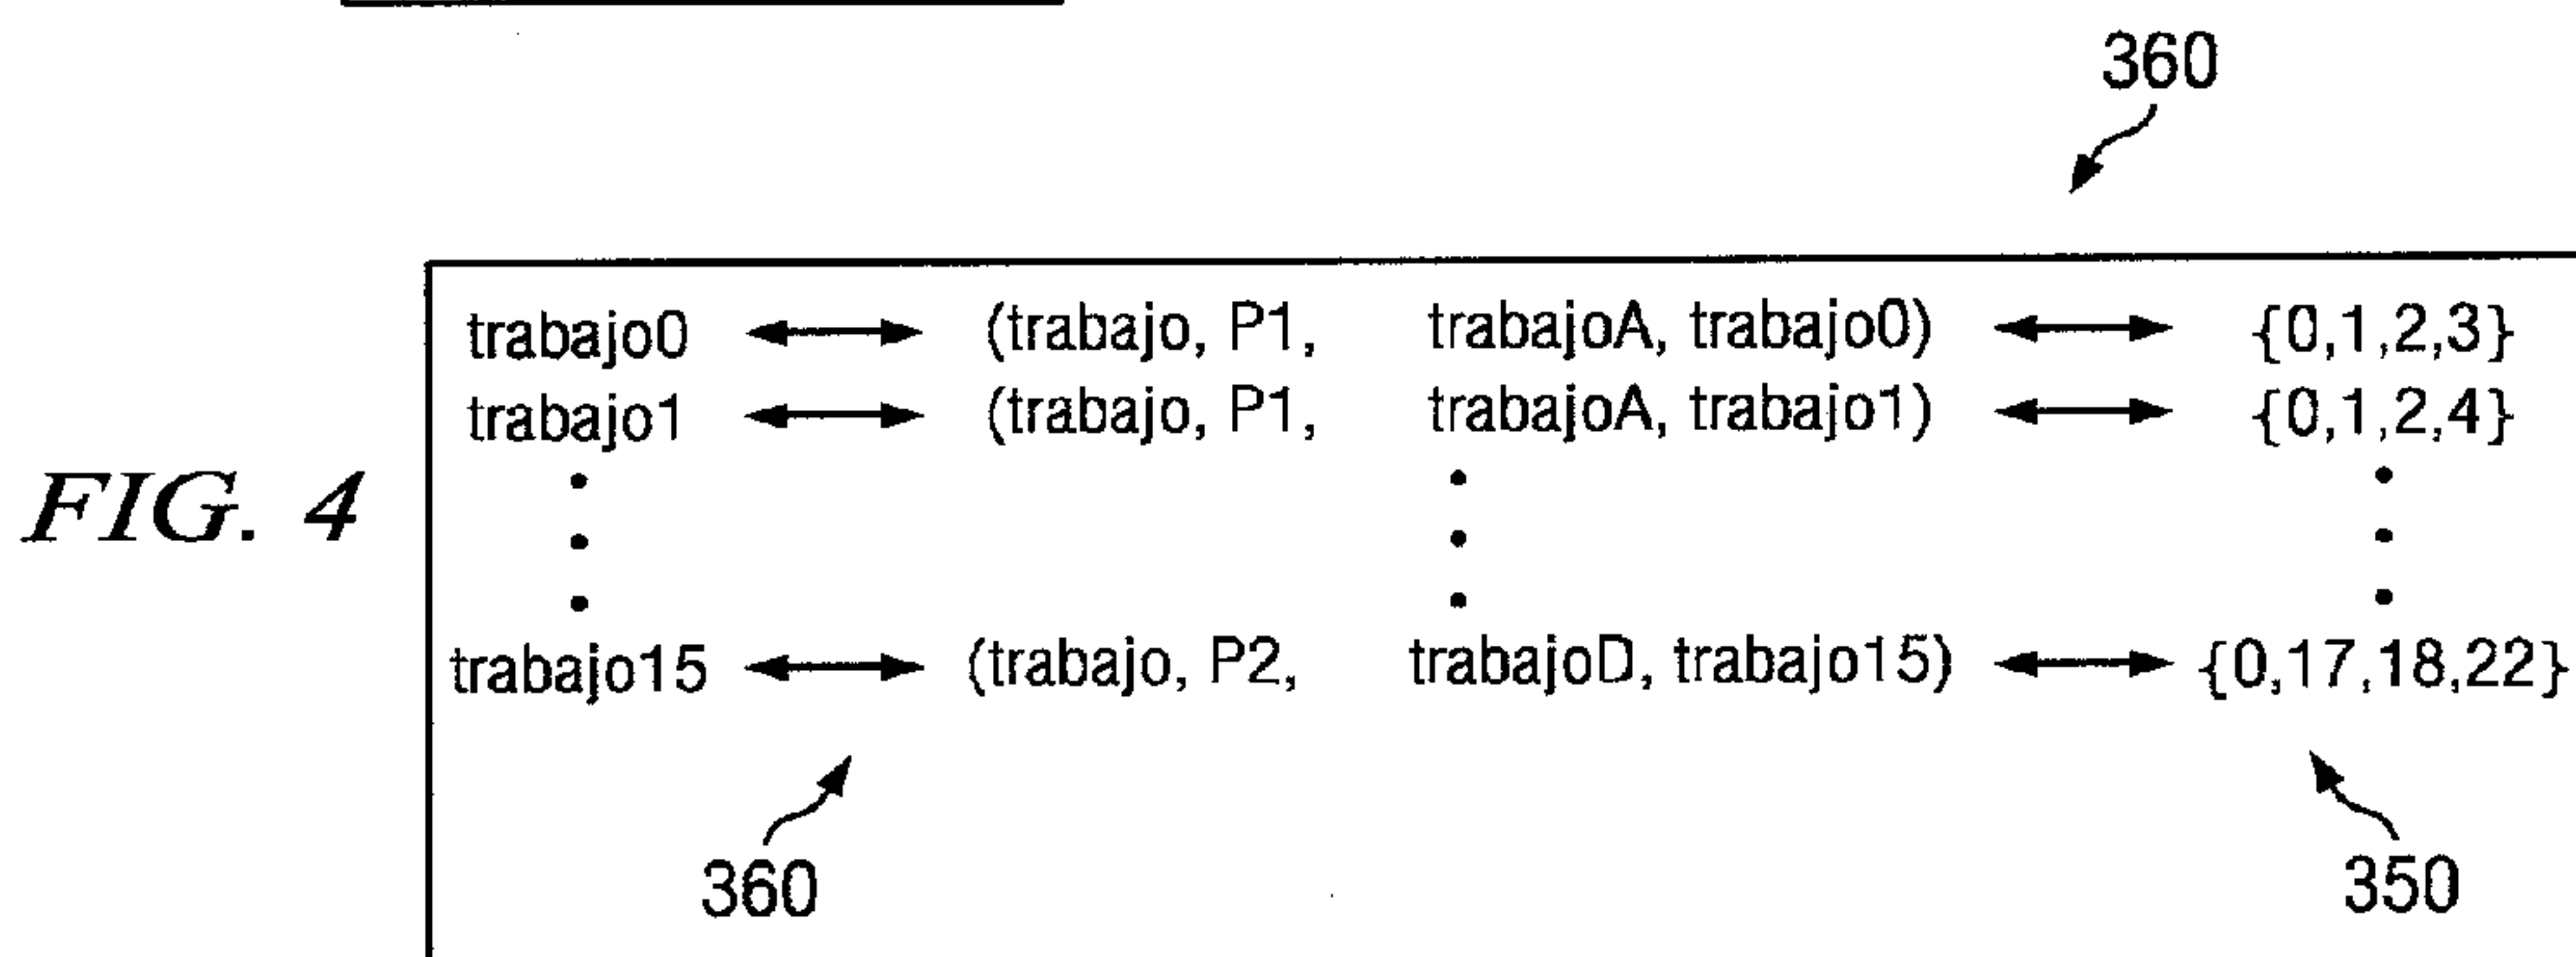 360
trabajo0 ↔ (trabajo, P1, trabajoA, trabajo0) ↔ {0,1,2,3}
trabajo1 ↔ (trabajo, P1, trabajoA, trabajo1) ↔ {0,1,2,4}
FIG. 4
trabajo15 ↔ (trabajo, P2, trabajoD, trabajo15) ↔ {0,17,18,22}
360
350